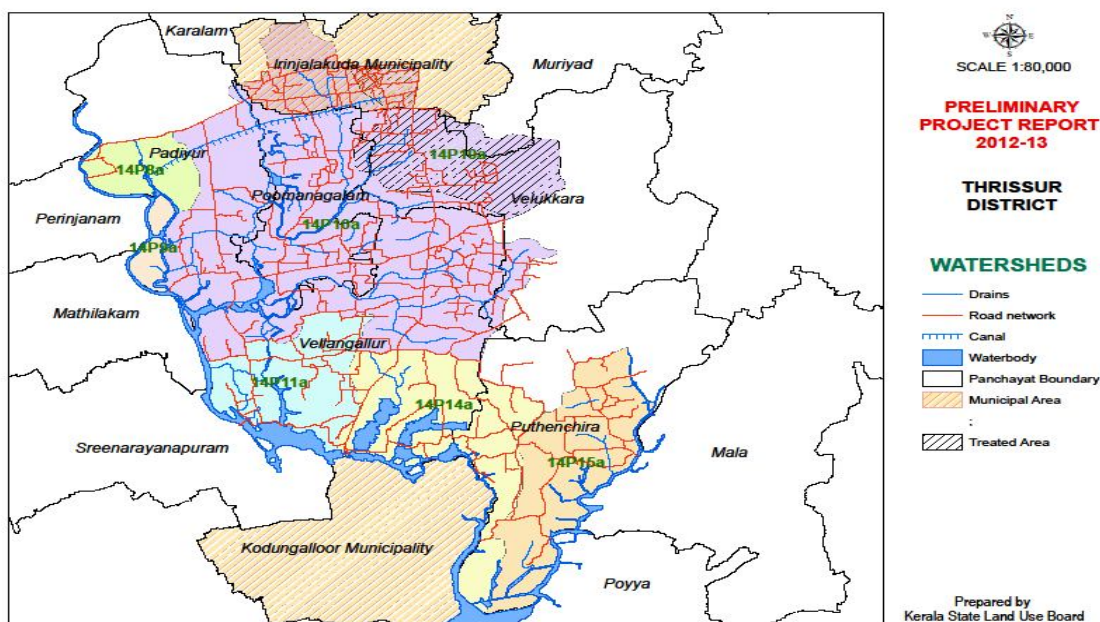 Karalam
Irinjalakuda Municipality
Muriyad
Padiyur
14P8a
14P10a
Velukkara
Poomanagalam
14P10a
Perinjanam
14P9a
Mathilakam
Vellangallur
14P11a
14P14a
Puthenchira
Sreenarayanapuram
14P15a
Mala
Kodungalloor Municipality
Poyya
N
W
E
S
SCALE 1:80,000
PRELIMINARY
PROJECT REPORT
2012-13
THRISSUR
DISTRICT
WATERSHEDS
Drains
Road network
Canal
Waterbody
Panchayat Boundary
Municipal Area
:
Treated Area
Prepared by
Kerala State Land Use Board